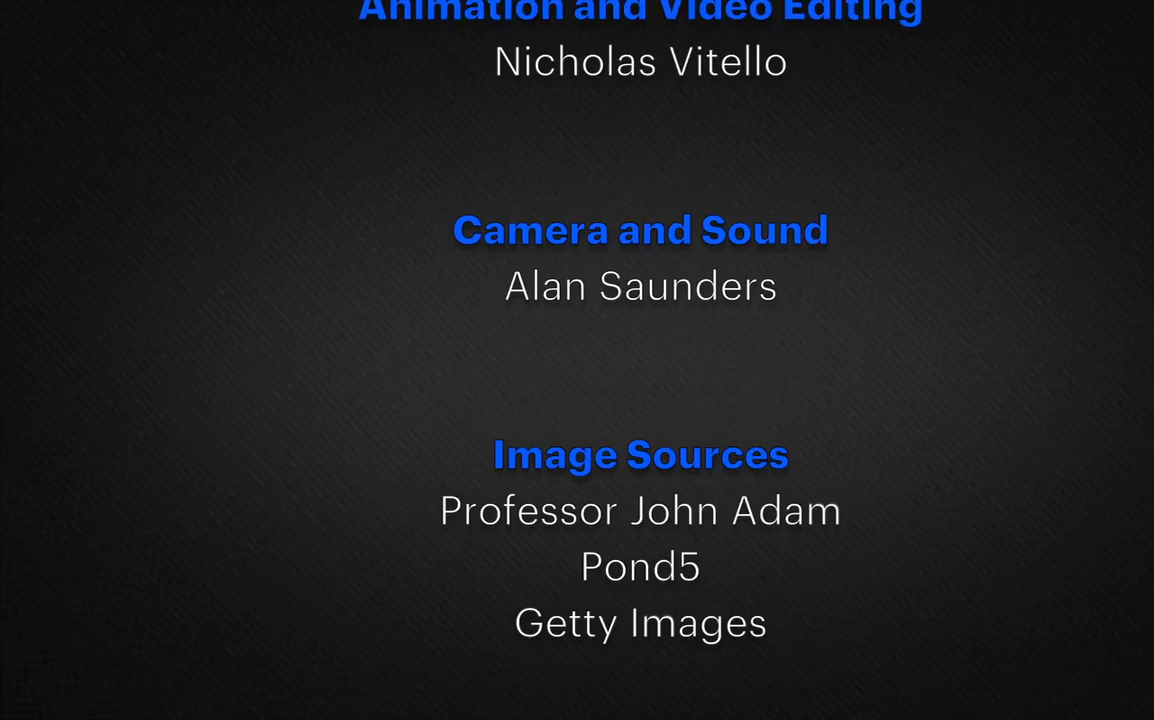 Animation and Video Editing
Nicholas Vitello
Camera and Sound
Alan Saunders
Image Sources
Professor John Adam
Pond5
Getty Images